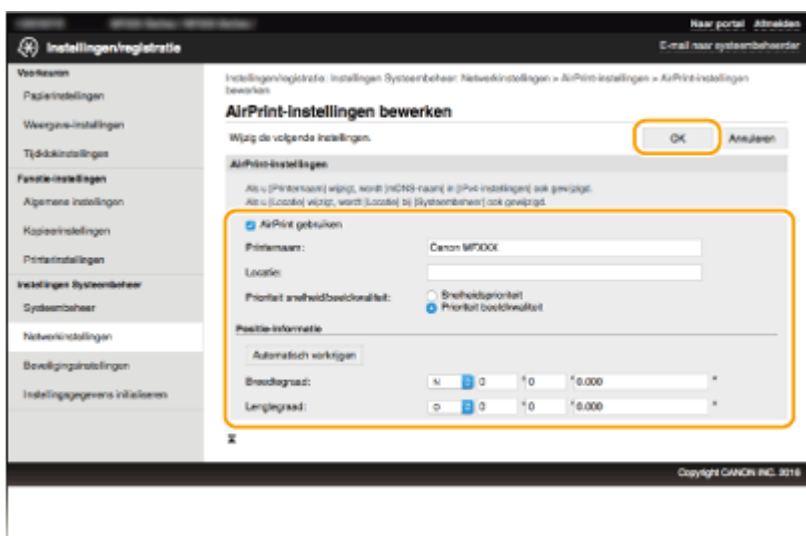 Naar portal Afmelden
Instellingen/registratie
E-mail naar systeembeheerder
Voorkeuren
Papierinstellingen
Weergave-instellingen
Tijdklokinstellingen
Functie-instellingen
Algemene instellingen
Kopieerinstellingen
Printerinstellingen
Instellingen Systeembeheer
Systeembeheer
Netwerkinstellingen
Beveiligingsinstellingen
Instellingsgegevens initialiseren
Instellingen/registratie: Instellingen Systeembeheer: Netwerkinstellingen > AirPrint-instellingen > AirPrint-instellingen
bewerken
AirPrint-instellingen bewerken
Wijzig de volgende instellingen.
OK Annuleren
AirPrint-instellingen
Als u [Printernaam] wijzigt, wordt [mDNS-naam] in [IPv4-instellingen] ook gewijzigd.
Als u [Locatie] wijzigt, wordt [Locatie] bij [Systeembeheer] ook gewijzigd.
AirPrint gebruiken
Printernaam: Canon MFXXX
Locatie:
Prioriteit snelheid/beeldkwaliteit: Snelheidsprioriteit
Prioriteit beeldkwaliteit
Positie-informatie
Automatisch verkrijgen
Breedtegraad: N 0 ° 0 ' 0.000 "
Lengtegraad: O 0 ° 0 ' 0.000 "
Copyright CANON INC. 2016